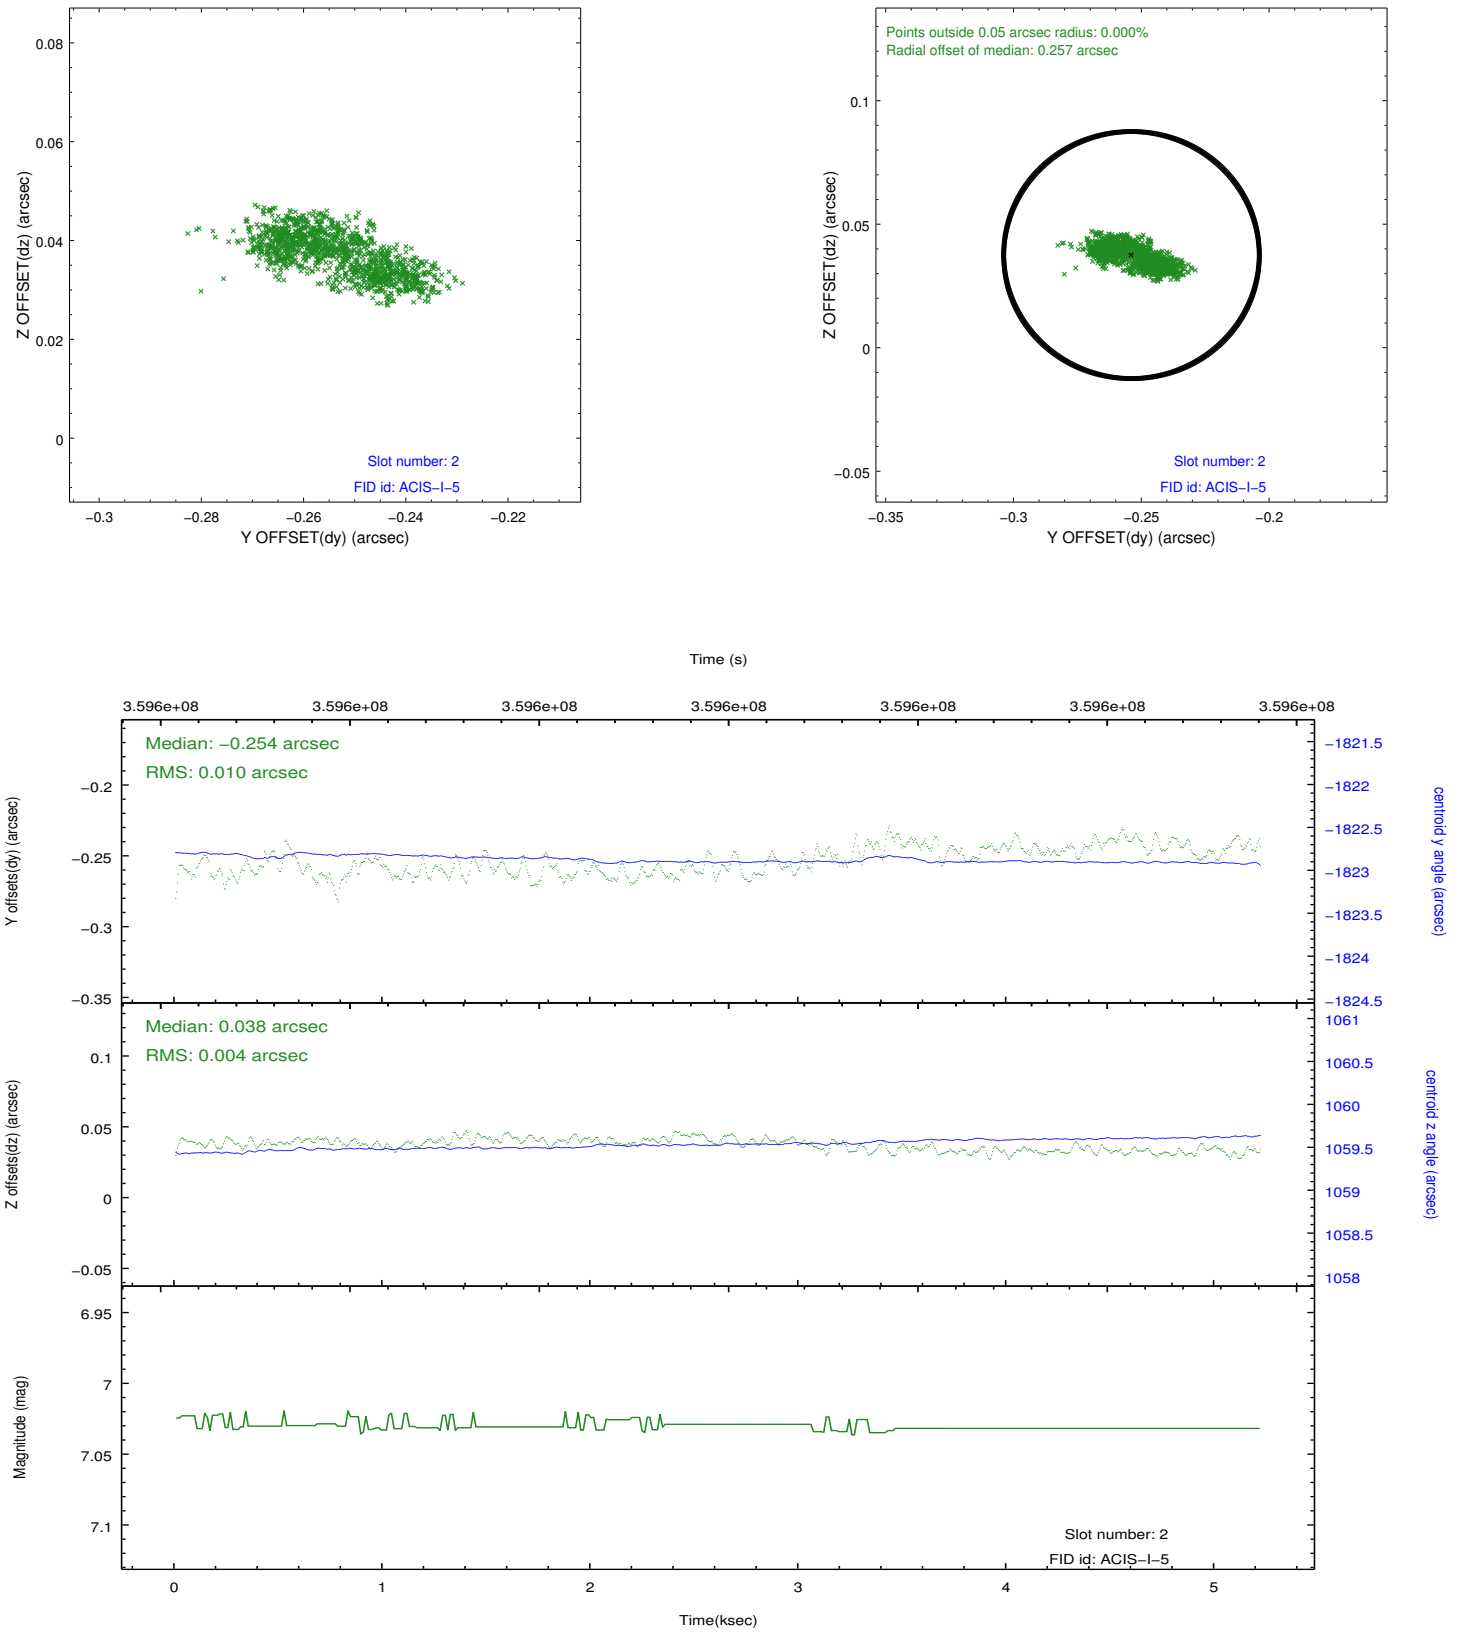 0.08
0.06
0.04
0.02
0
Z OFFSET(dz) (arcsec)
Slot number: 2
FID id: ACIS−I−5
−0.3 −0.28 −0.26 −0.24 −0.22
Y OFFSET(dy) (arcsec)
Points outside 0.05 arcsec radius: 0.000%
Radial offset of median: 0.257 arcsec
0.1
0.05
0
−0.05
Z OFFSET(dz) (arcsec)
Slot number: 2
FID id: ACIS−I−5
−0.35 −0.3 −0.25 −0.2
Y OFFSET(dy) (arcsec)
Time (s)
3.596e+08 3.596e+08 3.596e+08 3.596e+08 3.596e+08 3.596e+08 3.596e+08
Median: −0.254 arcsec
RMS: 0.010 arcsec
−0.2
−0.25
−0.3
−0.35
Y offsets(dy) (arcsec)
−1821.5
−1822
−1822.5
−1823
−1823.5
−1824
−1824.5
centroid y angle (arcsec)
Median: 0.038 arcsec
RMS: 0.004 arcsec
0.1
0.05
0
−0.05
Z offsets(dz) (arcsec)
1061
1060.5
1060
1059.5
1059
1058.5
1058
centroid z angle (arcsec)
6.95
7
7.05
7.1
Magnitude (mag)
Slot number: 2
FID id: ACIS−I−5
0 1 2 3 4 5
Time(ksec)